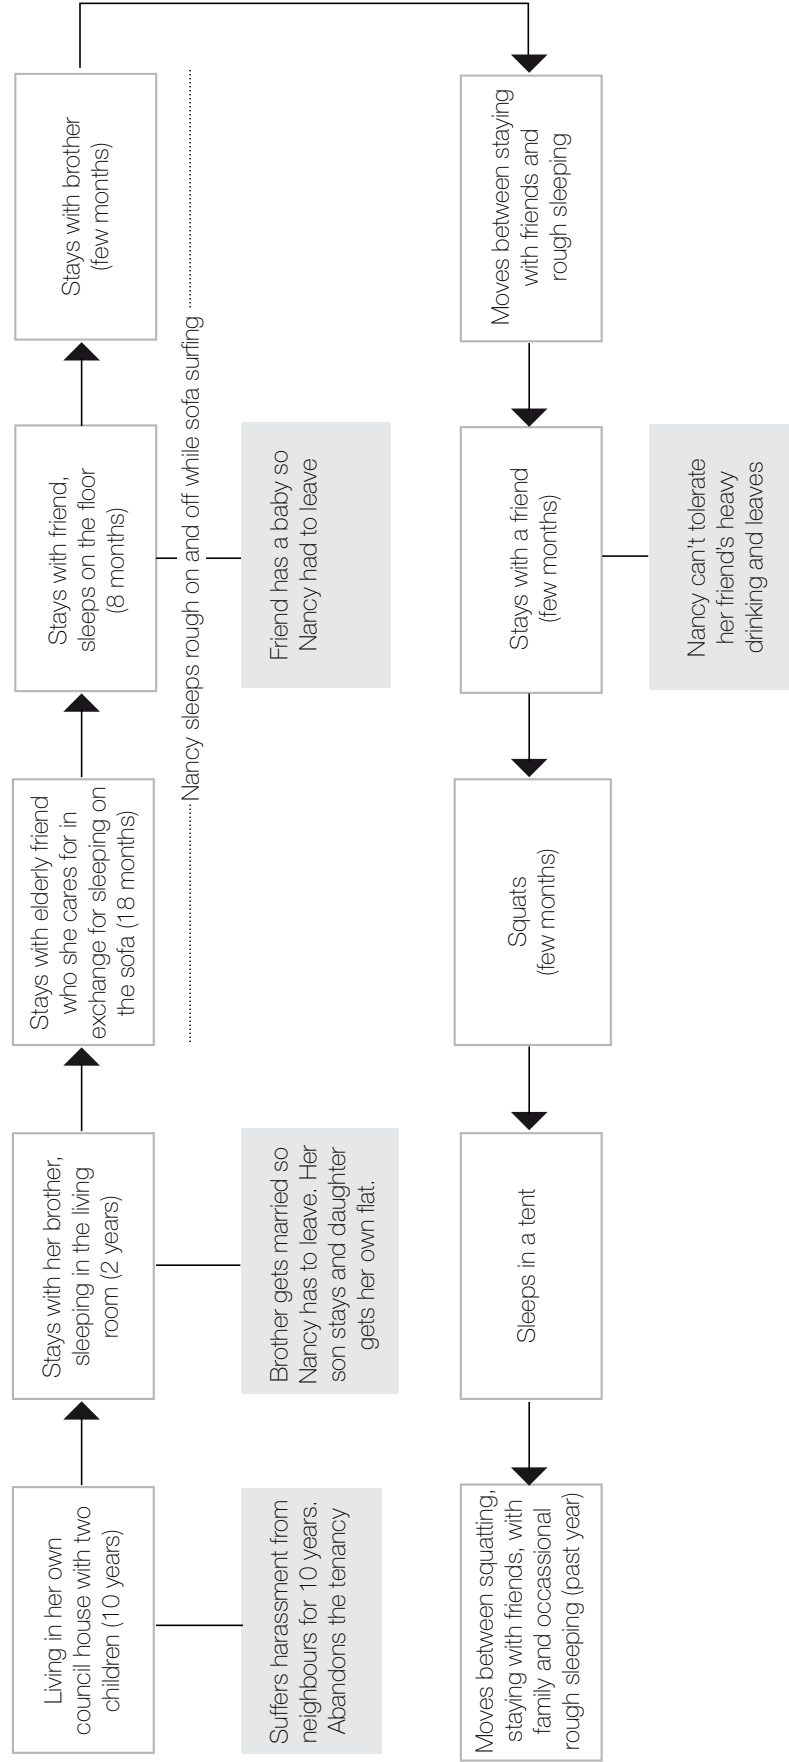 Living in her own
council house with two
children (10 years)
Suffers harassment from
neighbours for 10 years.
Abandons the tenancy
Stays with her brother,
sleeping in the living
room (2 years)
Brother gets married so
Nancy has to leave. Her
son stays and daughter
gets her own flat.
Stays with elderly friend
who she cares for in
exchange for sleeping on
the sofa (18 months)
Stays with friend,
sleeps on the floor
(8 months)
Friend has a baby so
Nancy had to leave
Stays with brother
(few months)
Nancy sleeps rough on and off while sofa surfing
Moves between staying
with friends and
rough sleeping
Stays with a friend
(few months)
Nancy can't tolerate
her friend's heavy
drinking and leaves
Squats
(few months)
Sleeps in a tent
Moves between squatting,
staying with friends, with
family and occassional
rough sleeping (past year)